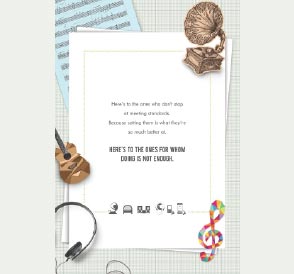 Here's to the ones who don't stop
at meeting standards.
Because setting them is what they're
so much better at.
HERE'S TO THE ONES FOR WHOM
DOING IS NOT ENOUGH.